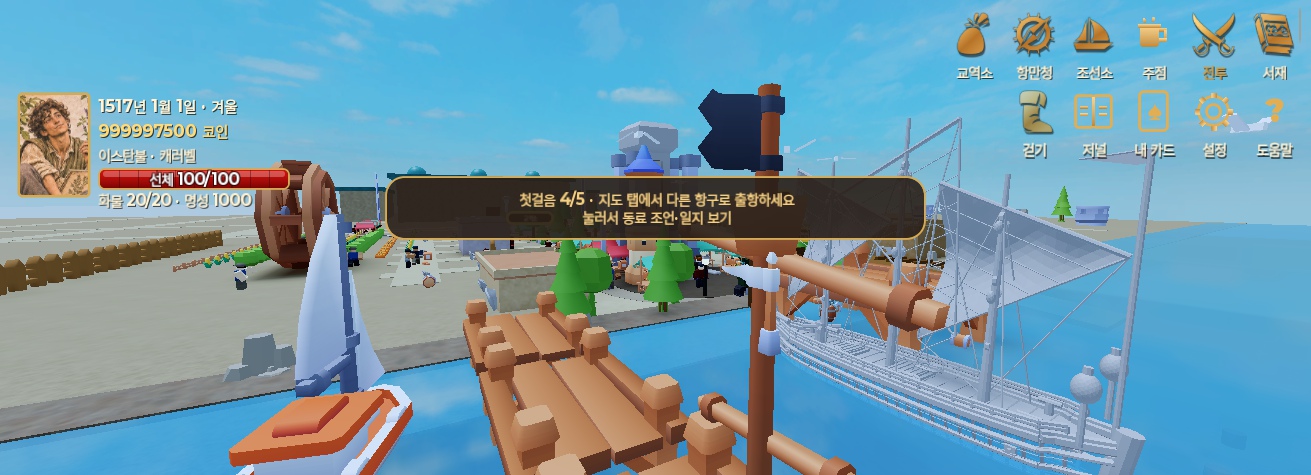 교역소 항만청 조선소 주점 전투 서재
걷기 저널 내 카드 설정 도움말
1517년 1월 1일 · 겨울
999997500 코인
이스탄불 · 캐러벨
선체 100/100
화물 20/20 · 명성 1000
첫걸음 4/5 · 지도 탭에서 다른 항구로 출항하세요
눌러서 동료 조언·일지 보기